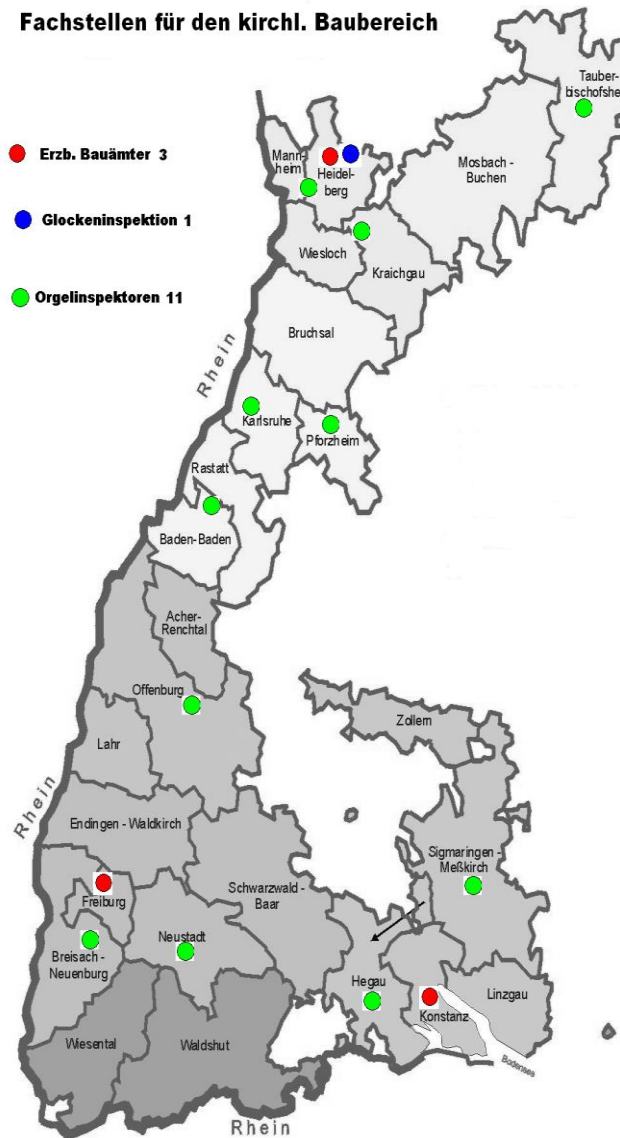 Fachstellen für den kirchl. Baubereich
Erzb. Bauämter 3
Glockeninspektion 1
Orgelinspektoren 11
Tauber-
bischofshe
Mosbach -
Buchen
Mann-
heim
Heidel-
berg
Wiesloch
Kraichgau
Bruchsal
Rhein
Karlsruhe
Pforzheim
Rastatt
Baden-Baden
Acher-
Renchtal
Offenburg
Zollern
Lahr
Rhein
Endingen - Waldkirch
Sigmaringen -
Meßkirch
Schwarzwald -
Baar
Freiburg
Neustadt
Breisach -
Neuenburg
Hegau
Linzgau
Konstanz
Wiesental
Waldshut
Bodensee
Rhein